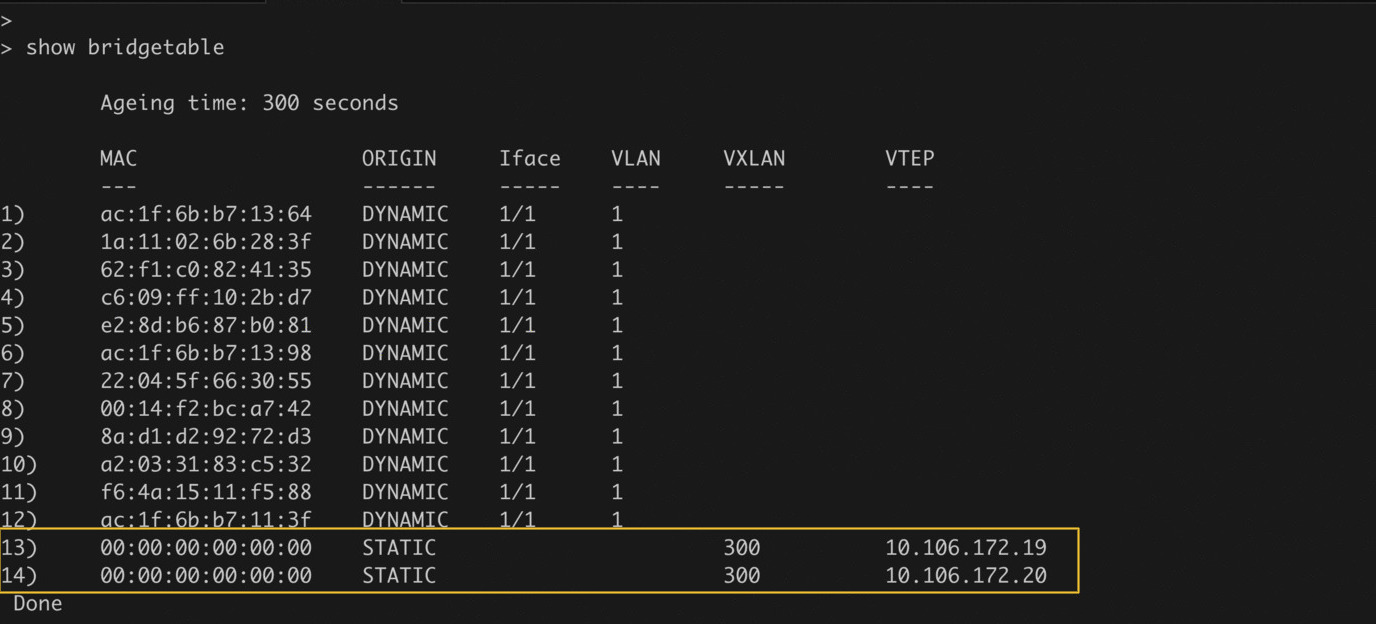 >
> show bridgetable
Ageing time: 300 seconds
MAC ORIGIN Iface VLAN VXLAN VTEP
--- ------ ----- ---- ----- ----
1) ac:1f:6b:b7:13:64 DYNAMIC 1/1 1
2) 1a:11:02:6b:28:3f DYNAMIC 1/1 1
3) 62:f1:c0:82:41:35 DYNAMIC 1/1 1
4) c6:09:ff:10:2b:d7 DYNAMIC 1/1 1
5) e2:8d:b6:87:b0:81 DYNAMIC 1/1 1
6) ac:1f:6b:b7:13:98 DYNAMIC 1/1 1
7) 22:04:5f:66:30:55 DYNAMIC 1/1 1
8) 00:14:f2:bc:a7:42 DYNAMIC 1/1 1
9) 8a:d1:d2:92:72:d3 DYNAMIC 1/1 1
10) a2:03:31:83:c5:32 DYNAMIC 1/1 1
11) f6:4a:15:11:f5:88 DYNAMIC 1/1 1
12) ac:1f:6b:b7:11:3f DYNAMIC 1/1 1
13) 00:00:00:00:00:00 STATIC 300 10.106.172.19
14) 00:00:00:00:00:00 STATIC 300 10.106.172.20
Done